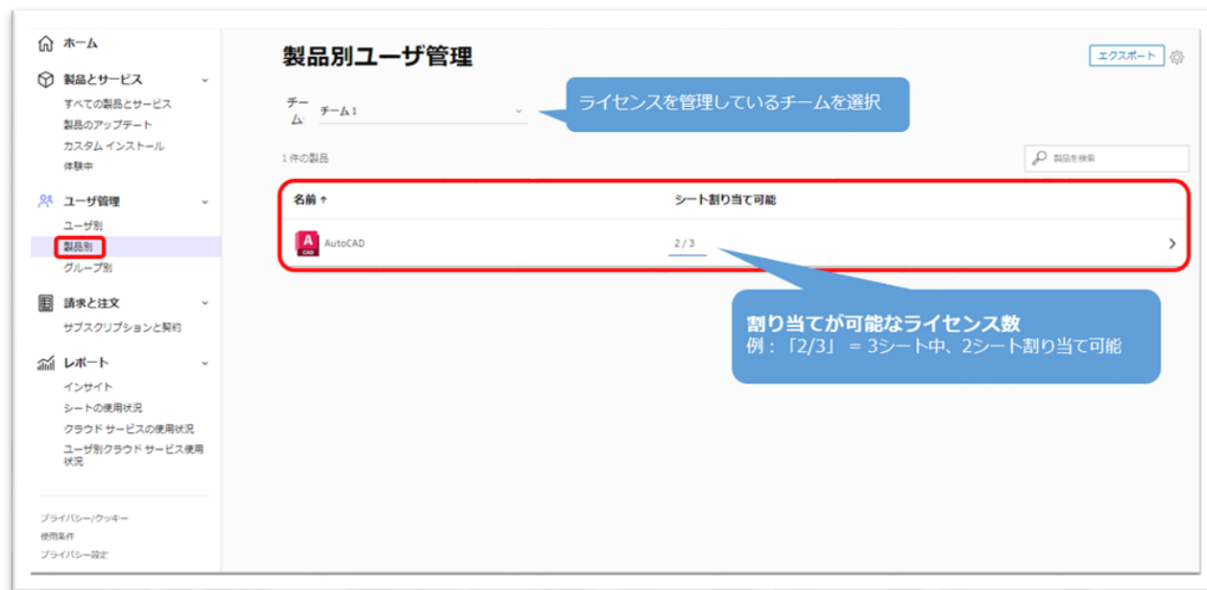 ホーム
製品とサービス
すべての製品とサービス
製品のアップデート
カスタム インストール
体験中
ユーザ管理
ユーザ別
製品別
グループ別
請求と注文
サブスクリプションと契約
レポート
インサイト
シートの使用状況
クラウド サービスの使用状況
ユーザ別クラウド サービス使用
状況
プライバシー/クッキー
使用条件
プライバシー設定
製品別ユーザ管理
エクスポート
チー
ム:
チーム1
ライセンスを管理しているチームを選択
1 件の製品
製品を検索
名前 ↑
シート割り当て可能
A
CAD
AutoCAD
2 / 3
割り当てが可能なライセンス数
例：「2/3」 = 3シート中、2シート割り当て可能